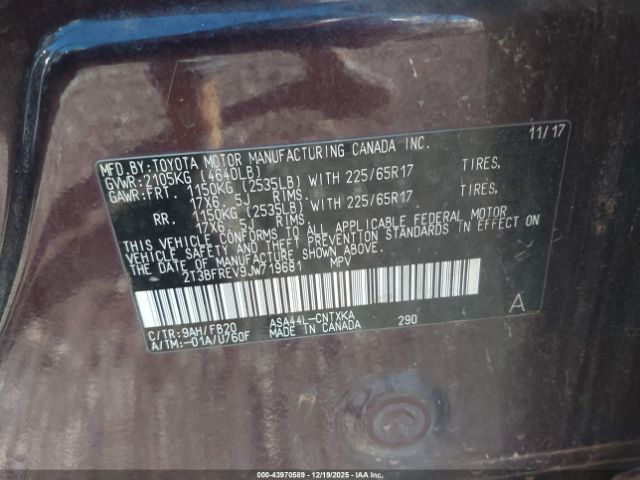 MFD.BY:TOYOTA MOTOR MANUFACTURING CANADA INC. 11/17
GVWR:2105KG (4640LB)
GAWR:FRT. 1150KG (2535LB) WITH 225/65R17 TIRES,
17X6.5J RIMS.
RR. 1150KG (2535LB) WITH 225/65R17 TIRES,
17X6.5J RIMS.
THIS VEHICLE CONFORMS TO ALL APPLICABLE FEDERAL MOTOR
VEHICLE SAFETY AND THEFT PREVENTION STANDARDS IN EFFECT ON
THE DATE OF MANUFACTURE SHOWN ABOVE.
2T3BFREV9JW719681 MPV
A
C/TR:9AH/FB20 ASA44L-CNTXKA
A/TM:-01A/U760F MADE IN CANADA 290
000-43970589 - 12/19/2025 - IAA, Inc.